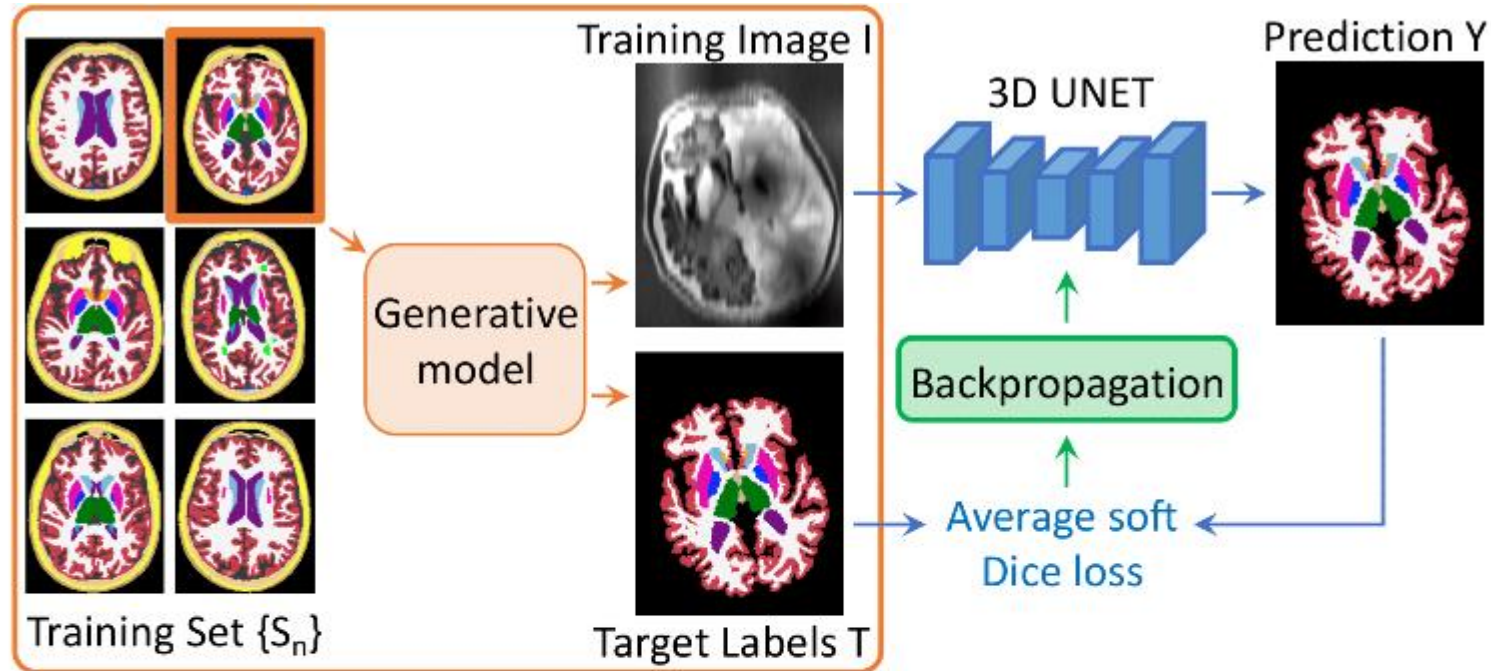 Training Image I
Prediction Y
3D UNET
Generative
model
Backpropagation
Average soft
Dice loss
Training Set {Sₙ}
Target Labels T